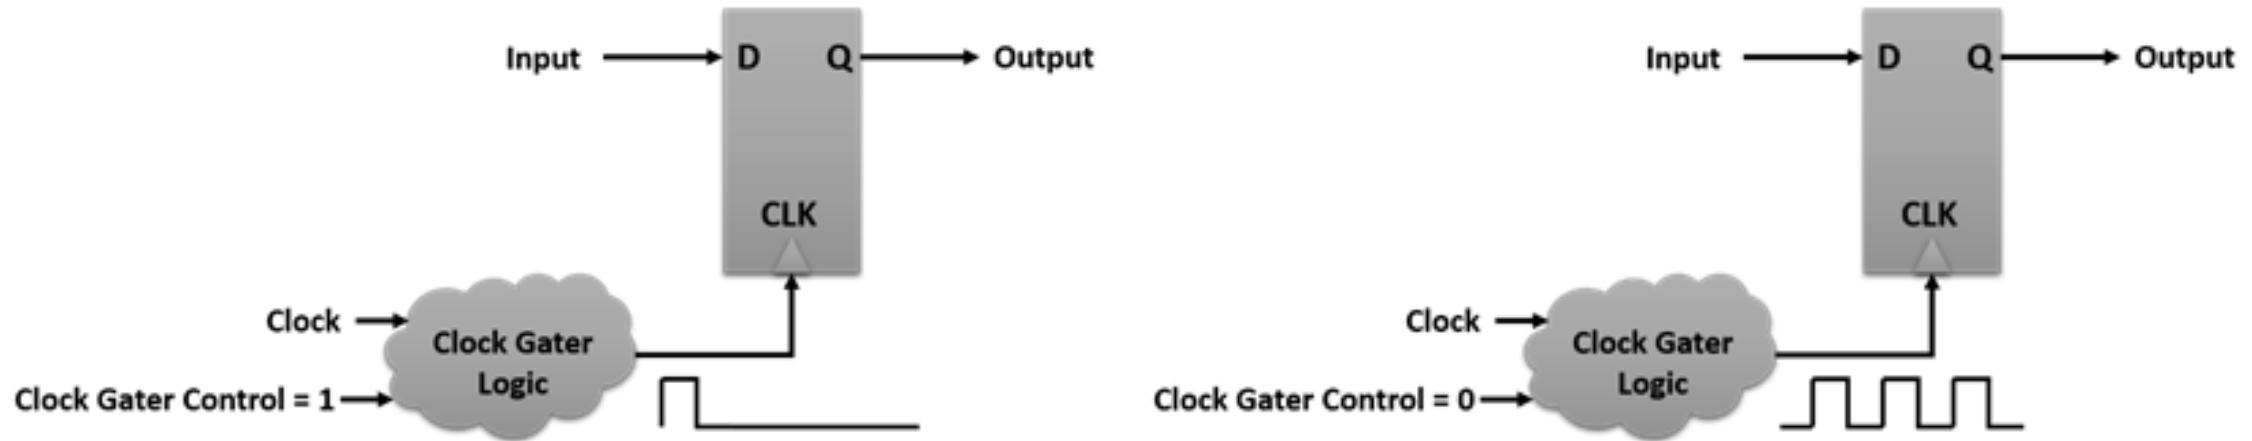 Input
D
Q
Output
CLK
Clock
Clock Gater
Logic
Clock Gater Control = 1
Input
D
Q
Output
CLK
Clock
Clock Gater
Logic
Clock Gater Control = 0